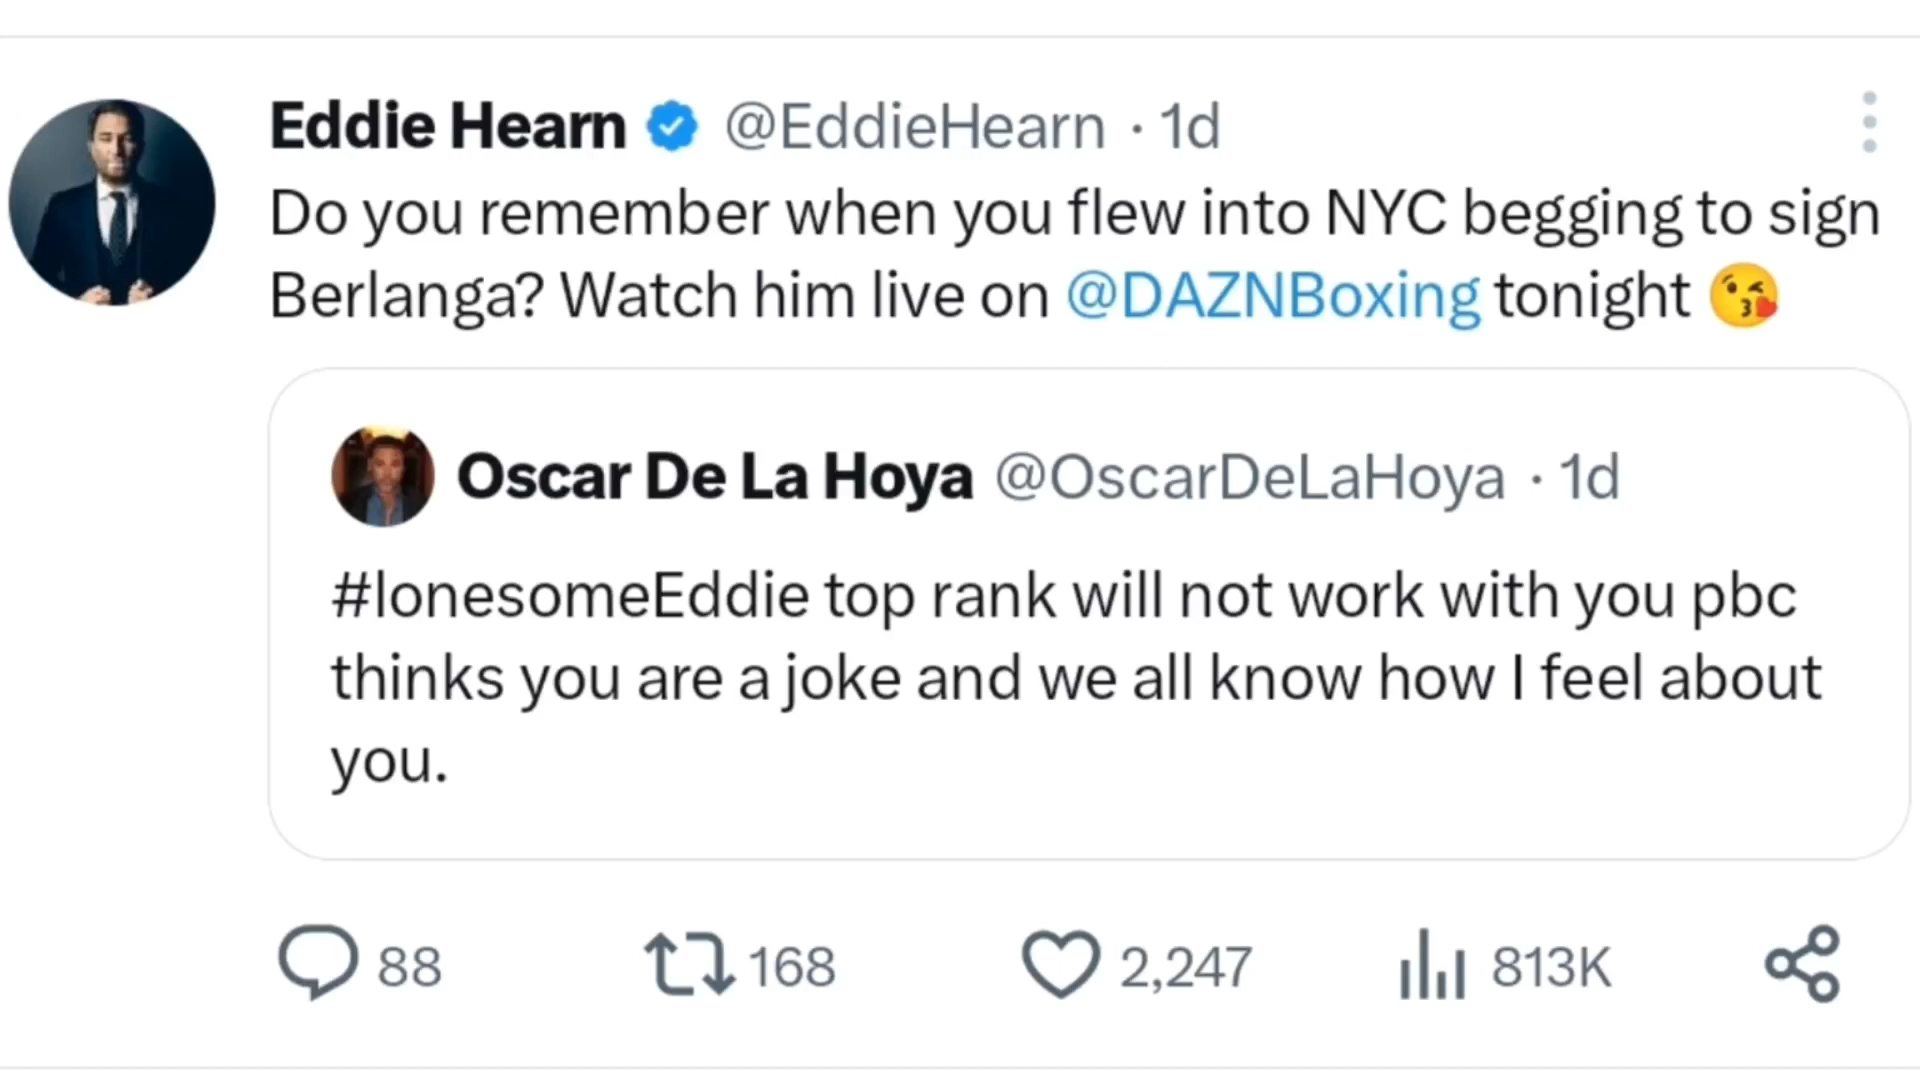 Eddie Hearn @EddieHearn · 1d
Do you remember when you flew into NYC begging to sign
Berlanga? Watch him live on @DAZNBoxing tonight 😘
Oscar De La Hoya @OscarDeLaHoya · 1d
#lonesomeEddie top rank will not work with you pbc
thinks you are a joke and we all know how I feel about
you.
88 168 2,247 813K